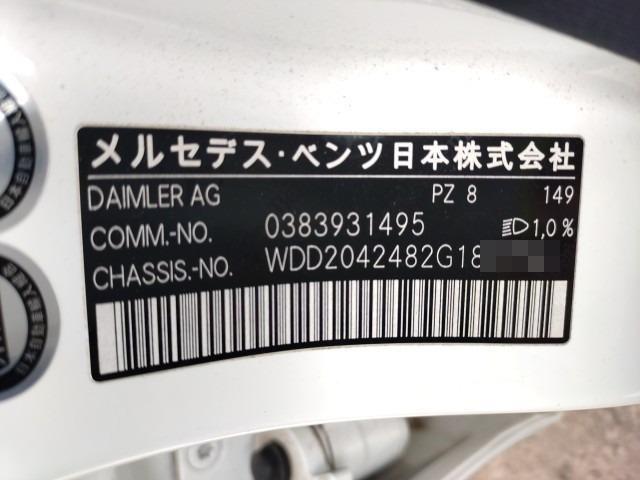 メルセデス・ベンツ日本株式会社
DAIMLER AG PZ 8 149
COMM.-NO. 0383931495 1,0%
CHASSIS.-NO. WDD2042482G18